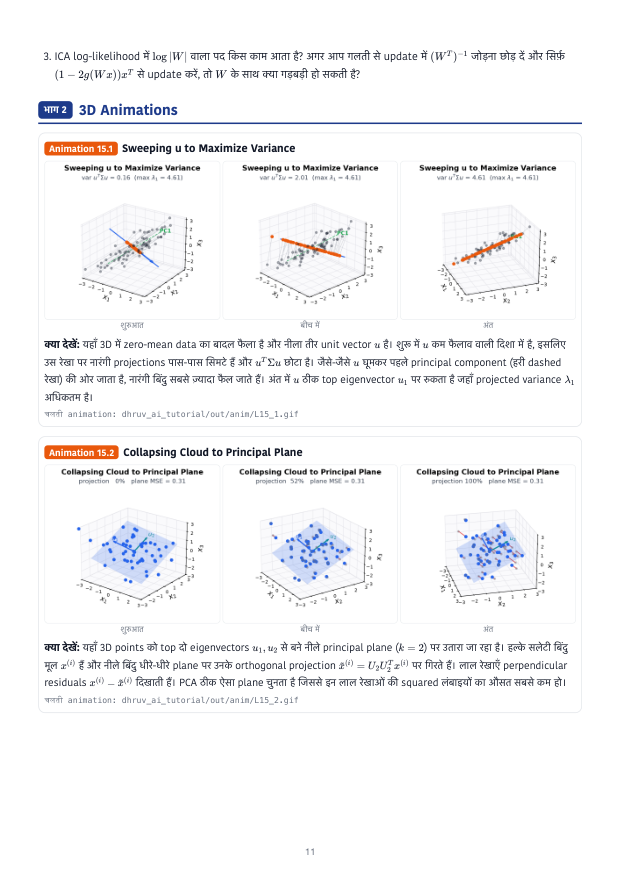 3. ICA log-likelihood में log |W| वाला पद किस काम आता है? अगर आप गलती से update में (W^T)^{-1} जोड़ना छोड़ दें और सिर्फ़
(1 − 2g(Wx))x^T से update करें, तो W के साथ क्या गड़बड़ी हो सकती है?
भाग 2 3D Animations
Animation 15.1 Sweeping u to Maximize Variance
Sweeping u to Maximize Variance
var uᵀΣu = 0.16 (max λ₁ = 4.61)
Sweeping u to Maximize Variance
var uᵀΣu = 2.01 (max λ₁ = 4.61)
Sweeping u to Maximize Variance
var uᵀΣu = 4.61 (max λ₁ = 4.61)
शुरुआत
बीच में
अंत
क्या देखें: यहाँ 3D में zero-mean data का बादल फैला है और नीला तीर unit vector u है। शुरू में u कम फैलाव वाली दिशा में है, इसलिए
उस रेखा पर नारंगी projections पास-पास सिमटे हैं और u^TΣu छोटा है। जैसे-जैसे u घूमकर पहले principal component (हरी dashed
रेखा) की ओर जाता है, नारंगी बिंदु सबसे ज्यादा फैल जाते हैं। अंत में u ठीक top eigenvector u₁ पर रुकता है जहाँ projected variance λ₁
अधिकतम है।
चलती animation: dhruv_ai_tutorial/out/anim/L15_1.gif
Animation 15.2 Collapsing Cloud to Principal Plane
Collapsing Cloud to Principal Plane
projection 0% plane MSE = 0.31
Collapsing Cloud to Principal Plane
projection 52% plane MSE = 0.31
Collapsing Cloud to Principal Plane
projection 100% plane MSE = 0.31
शुरुआत
बीच में
अंत
क्या देखें: यहाँ 3D points को top दो eigenvectors u₁, u₂ से बने नीले principal plane (k = 2) पर उतारा जा रहा है। हल्के सलेटी बिंदु
मूल x^{(i)} हैं और नीले बिंदु धीरे-धीरे plane पर उनके orthogonal projection x̂^{(i)} = U₂U₂^T x^{(i)} पर गिरते हैं। लाल रेखाएँ perpendicular
residuals x^{(i)} − x̂^{(i)} दिखाती हैं। PCA ठीक ऐसा plane चुनता है जिससे इन लाल रेखाओं की squared लंबाइयों का औसत सबसे कम हो।
चलती animation: dhruv_ai_tutorial/out/anim/L15_2.gif
11